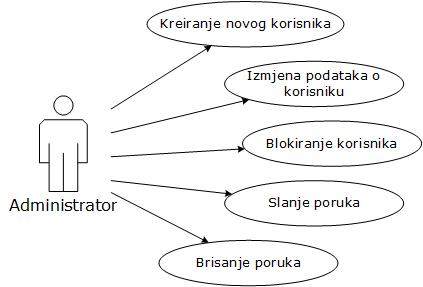 Kreiranje novog korisnika
Izmjena podataka o
korisniku
Blokiranje korisnika
Administrator
Slanje poruka
Brisanje poruka